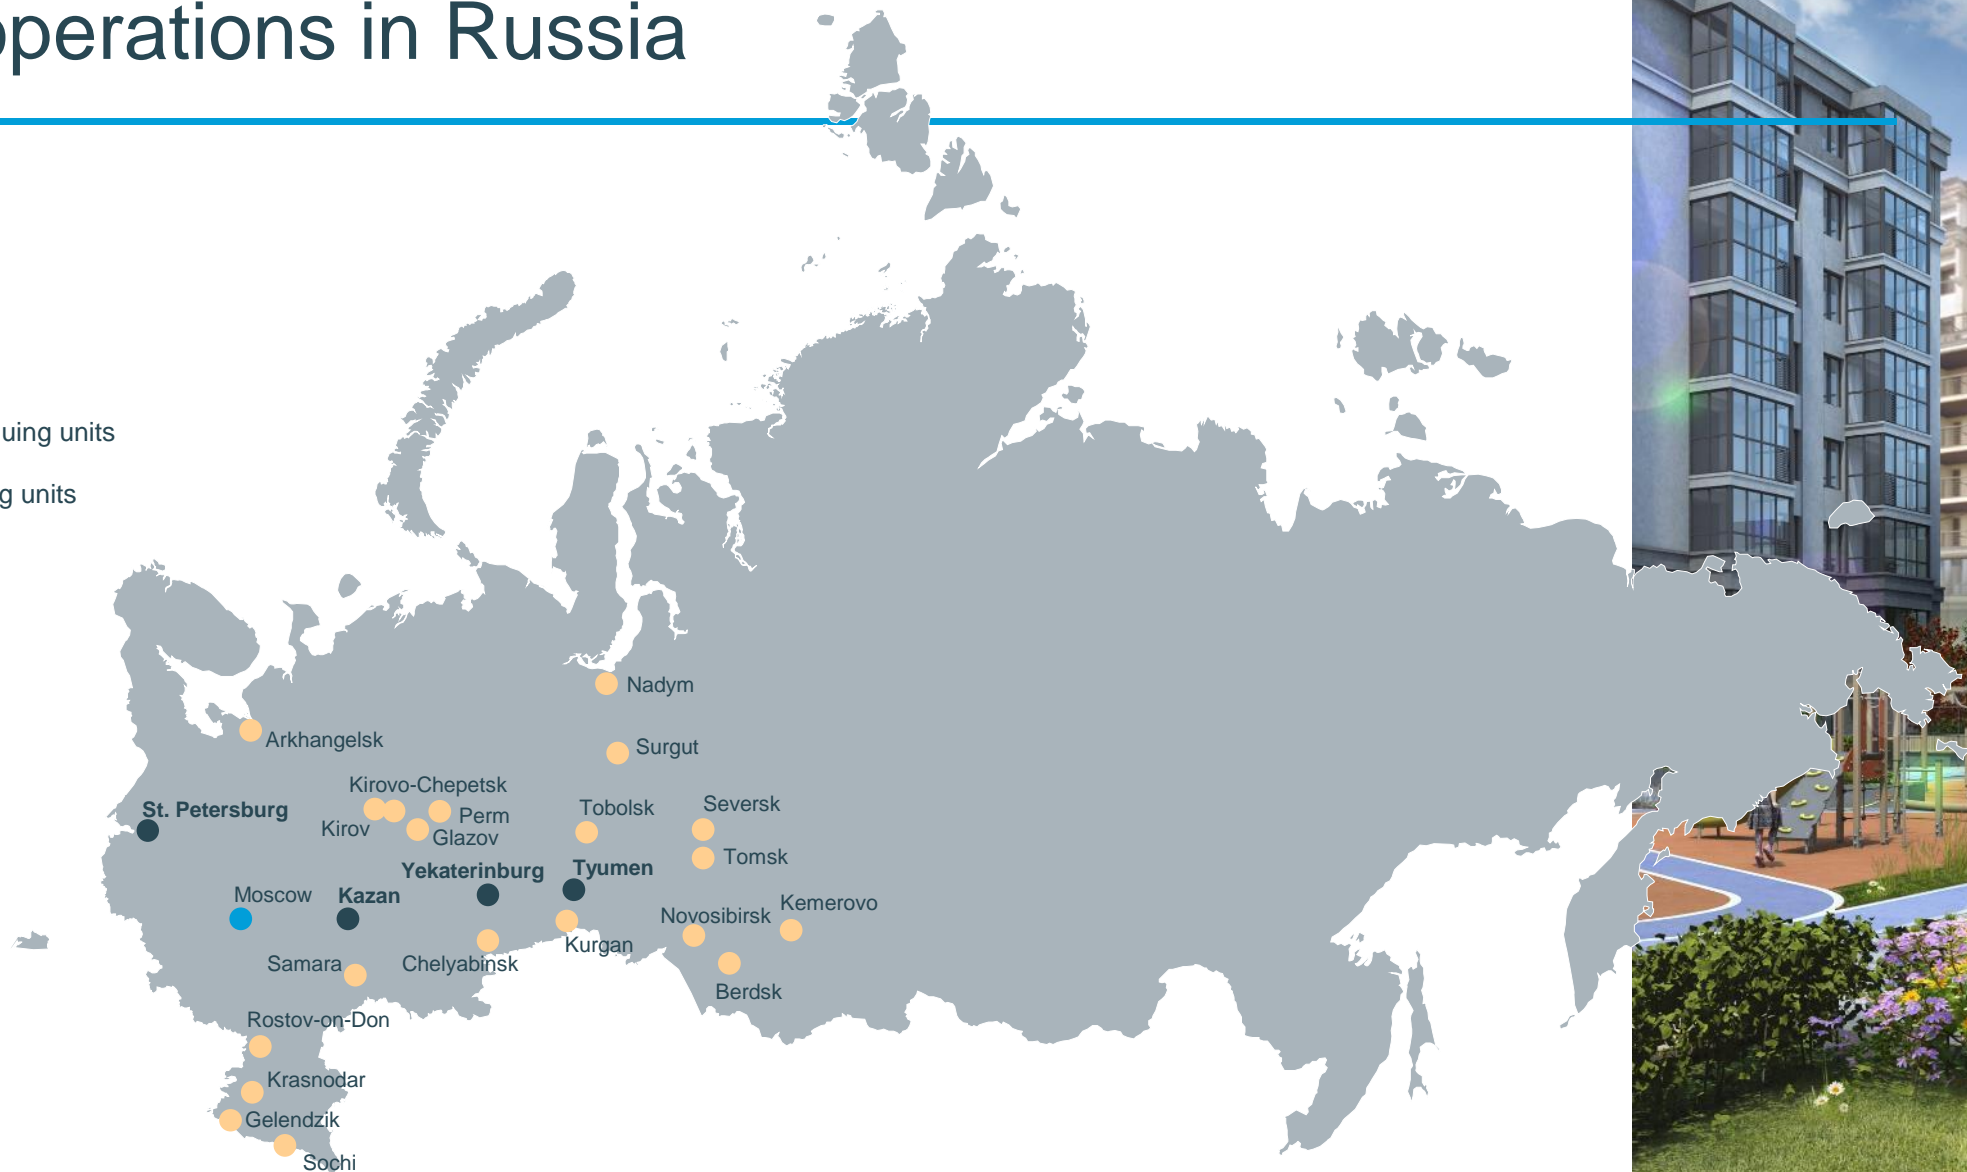 operations in Russia
uing units
g units
Nadym
Arkhangelsk
Surgut
Kirovo-Chepetsk
Tobolsk
Seversk
St. Petersburg
Perm
Kirov
Glazov
Tomsk
Yekaterinburg
Tyumen
Moscow
Kazan
Kemerovo
Novosibirsk
Kurgan
Samara
Chelyabinsk
Berdsk
Rostov-on-Don
Krasnodar
Gelendzik
Sochi